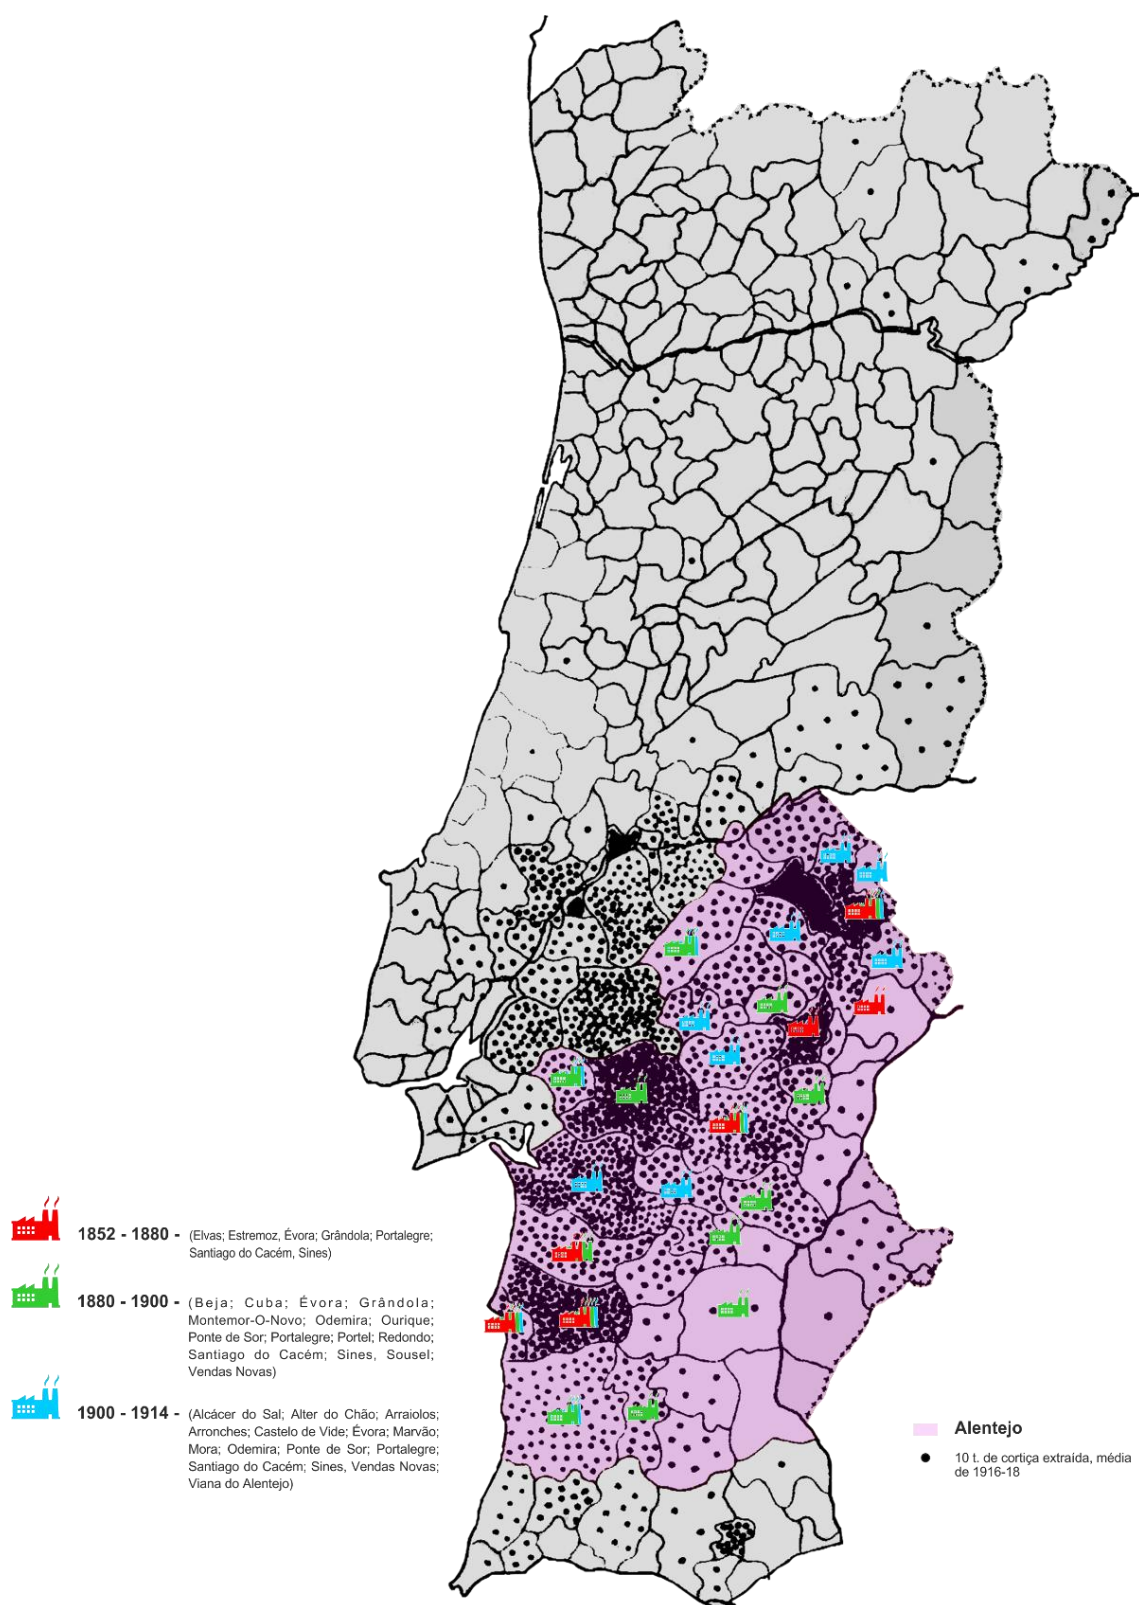 1852 - 1880 - (Elvas; Estremoz, Évora; Grândola; Portalegre;
Santiago do Cacém, Sines)
1880 - 1900 - (Beja; Cuba; Évora; Grândola;
Montemor-O-Novo; Odemira; Ourique;
Ponte de Sor; Portalegre; Portel; Redondo;
Santiago do Cacém; Sines, Sousel;
Vendas Novas)
1900 - 1914 - (Alcácer do Sal; Alter do Chão; Arraiolos;
Arronches; Castelo de Vide; Évora; Marvão;
Mora; Odemira; Ponte de Sor; Portalegre;
Santiago do Cacém; Sines, Vendas Novas;
Viana do Alentejo)
Alentejo
10 t. de cortiça extraída, média
de 1916-18